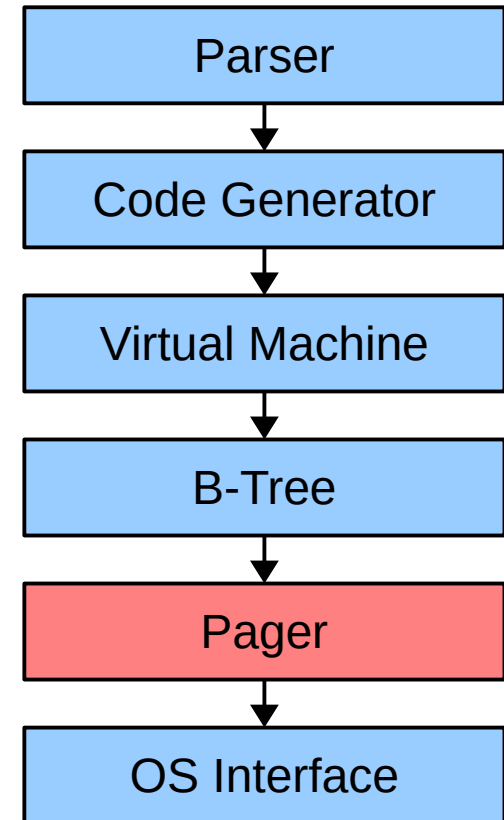 Parser
Code Generator
Virtual Machine
B-Tree
Pager
OS Interface